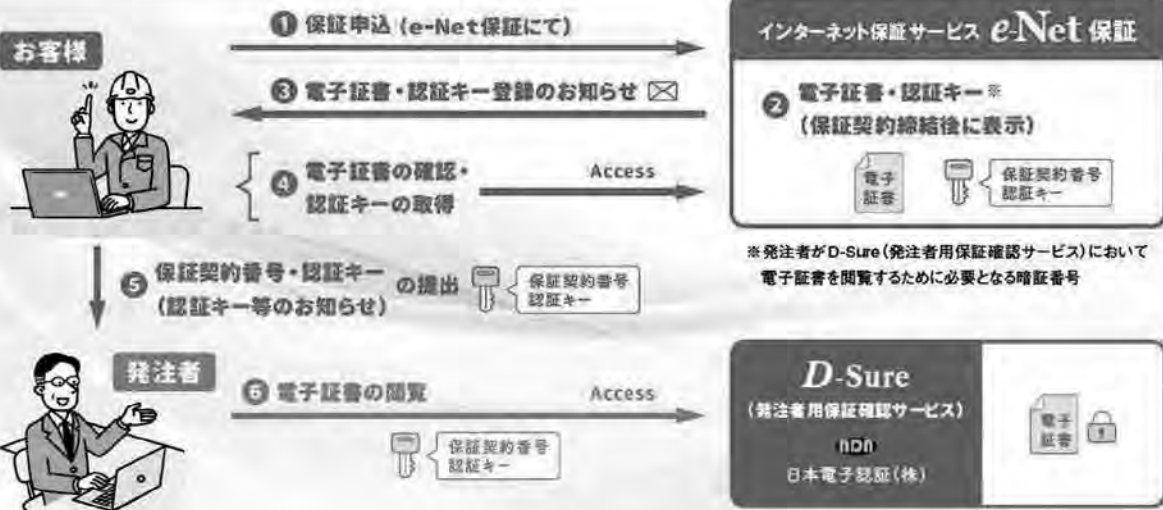 お客様
❶ 保証申込（e-Net保証にて）
インターネット保証サービス e-Net 保証
❸ 電子証書・認証キー登録のお知らせ
❷ 電子証書・認証キー※
（保証契約締結後に表示）
電子
証書
保証契約番号
認証キー
❹ 電子証書の確認・
認証キーの取得
Access
※発注者がD-Sure（発注者用保証確認サービス）において
電子証書を閲覧するために必要となる暗証番号
❺ 保証契約番号・認証キー
（認証キー等のお知らせ）
の提出
保証契約番号
認証キー
発注者
❻ 電子証書の閲覧
Access
保証契約番号
認証キー
D-Sure
（発注者用保証確認サービス）
nDn
日本電子認証（株）
電子
証書